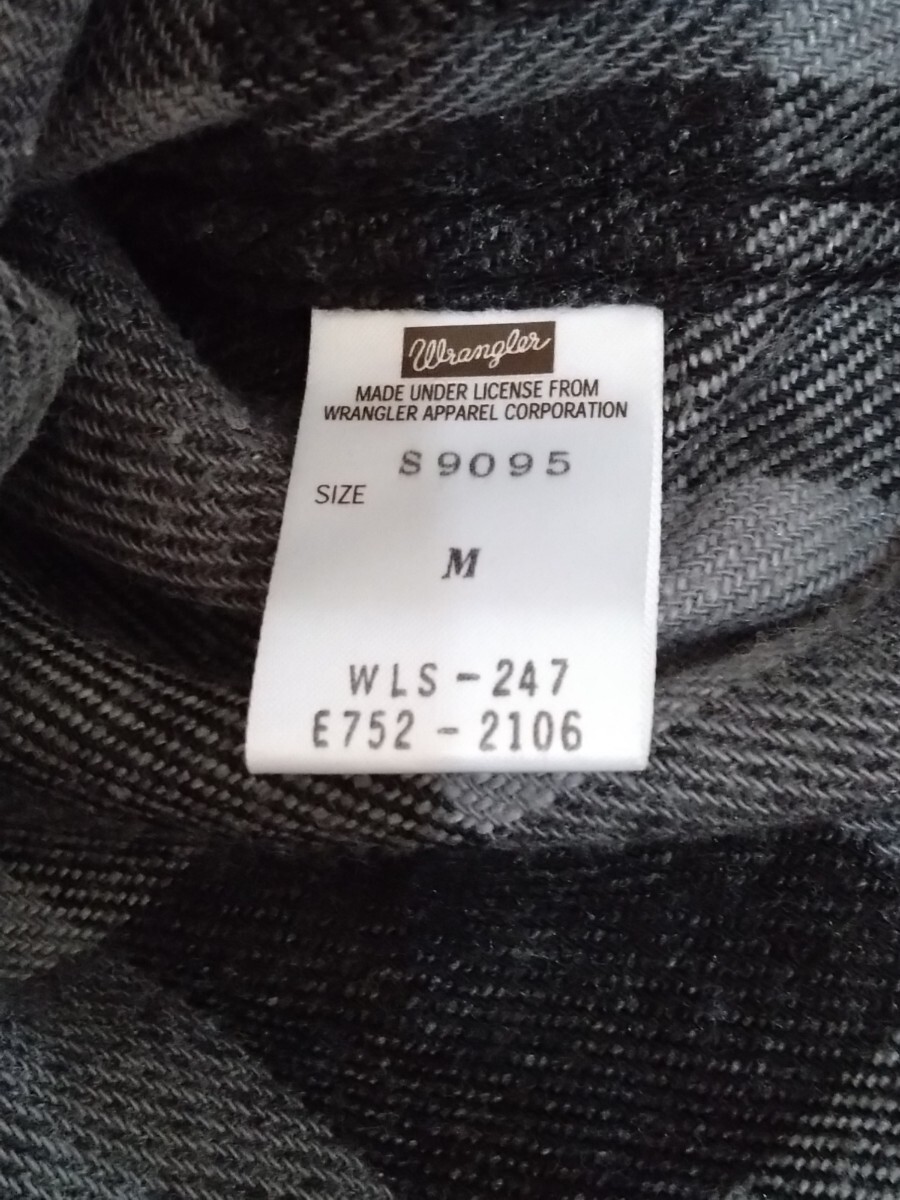 Wrangler
MADE UNDER LICENSE FROM
WRANGLER APPAREL CORPORATION
S9095
SIZE
M
WLS-247
E752-2106